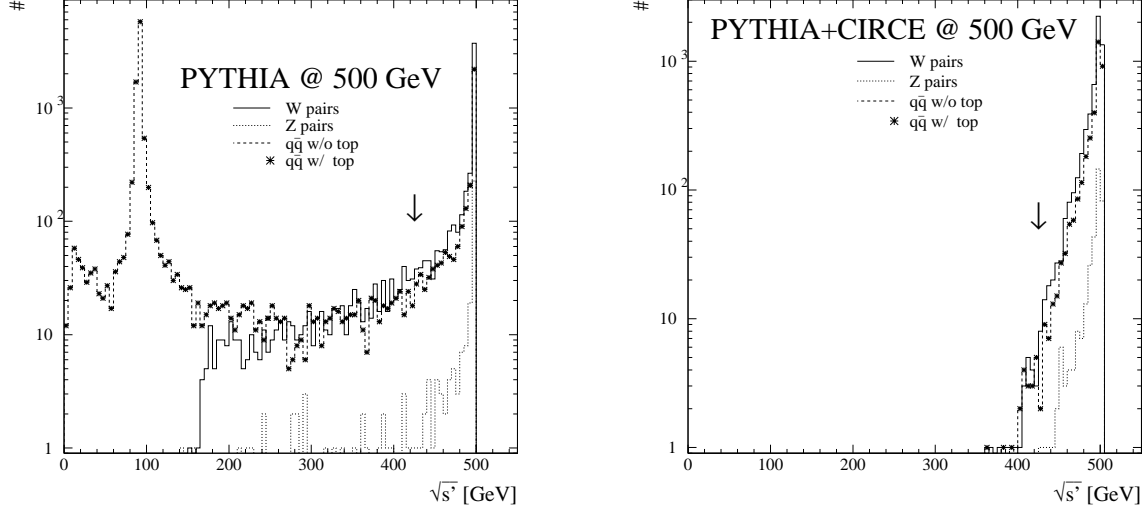 #
PYTHIA @ 500 GeV
W pairs
Z pairs
qq̄ w/o top
qq̄ w/ top
10³
10²
10
1
0 100 200 300 400 500
√s’ [GeV]
#
PYTHIA+CIRCE @ 500 GeV
W pairs
Z pairs
qq̄ w/o top
qq̄ w/ top
10³
10²
10
1
0 100 200 300 400 500
√s’ [GeV]